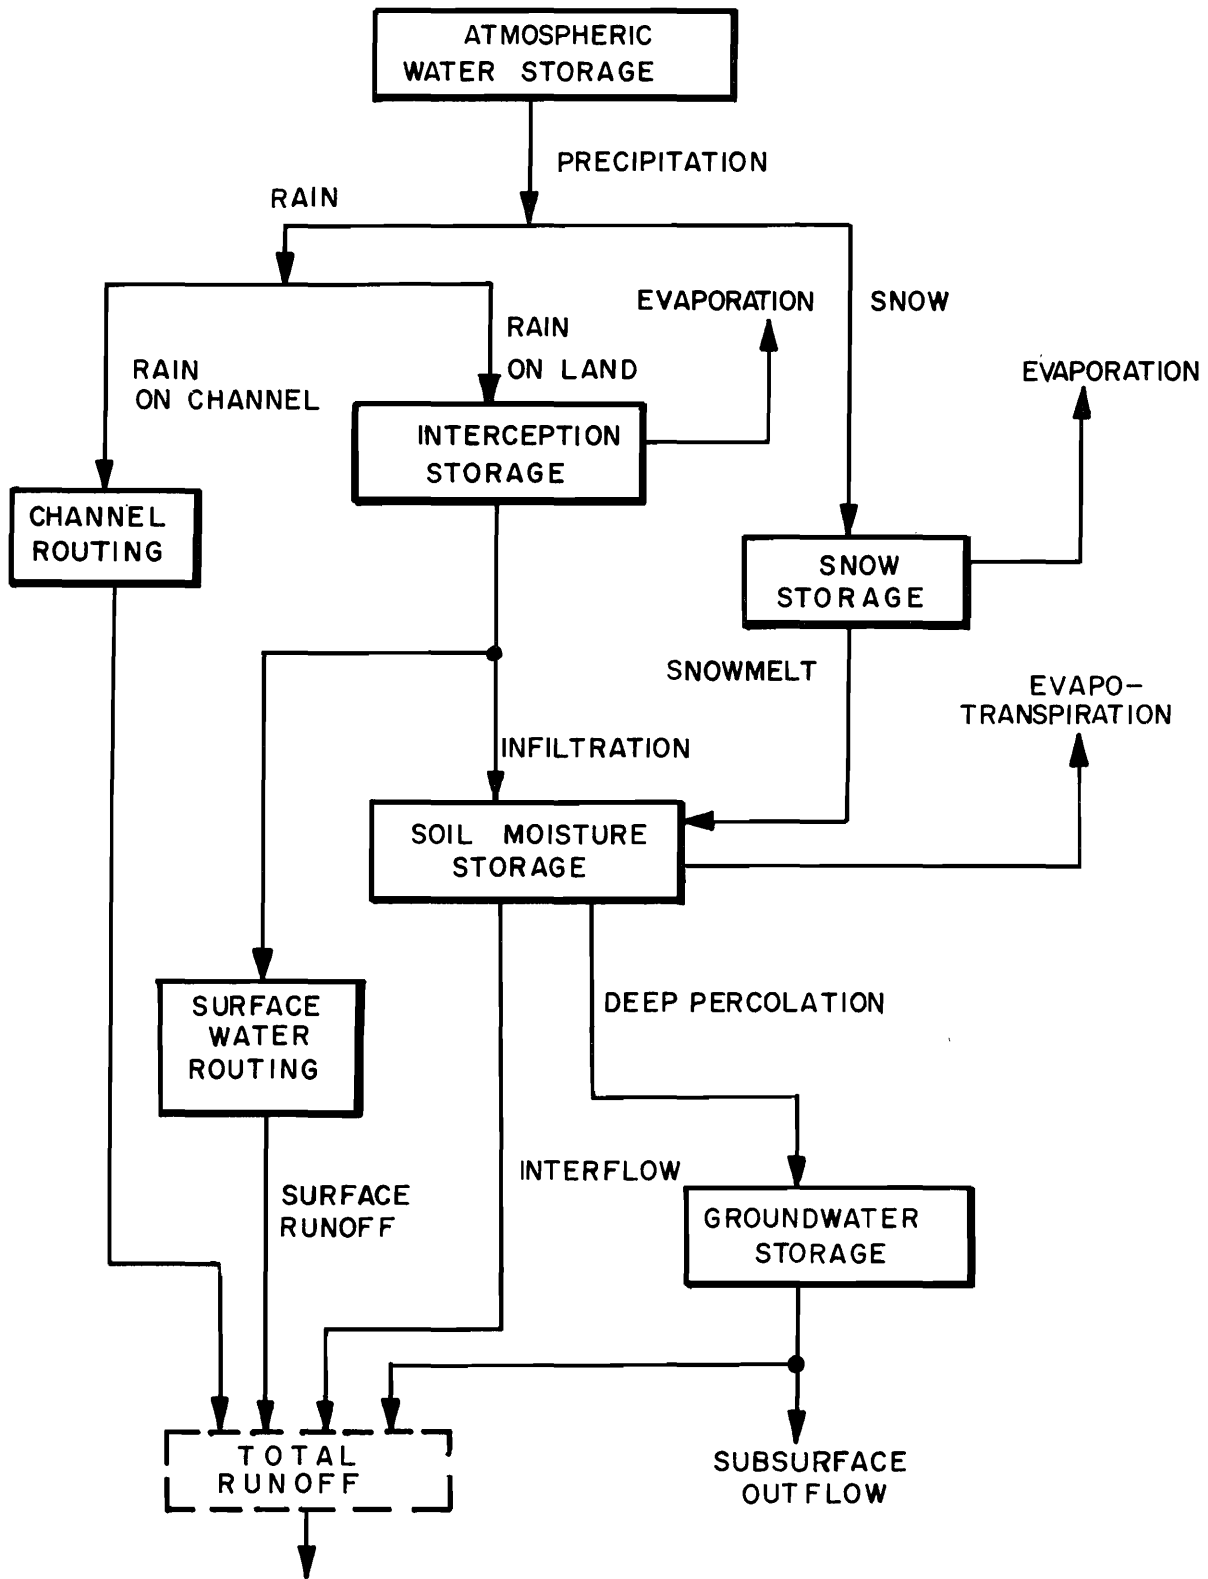 ATMOSPHERIC
WATER STORAGE
PRECIPITATION
RAIN
EVAPORATION
SNOW
RAIN
ON LAND
RAIN
ON CHANNEL
EVAPORATION
INTERCEPTION
STORAGE
CHANNEL
ROUTING
SNOW
STORAGE
SNOWMELT
EVAPO-
TRANSPIRATION
INFILTRATION
SOIL MOISTURE
STORAGE
SURFACE
WATER
ROUTING
DEEP PERCOLATION
INTERFLOW
SURFACE
RUNOFF
GROUNDWATER
STORAGE
TOTAL
RUNOFF
SUBSURFACE
OUTFLOW